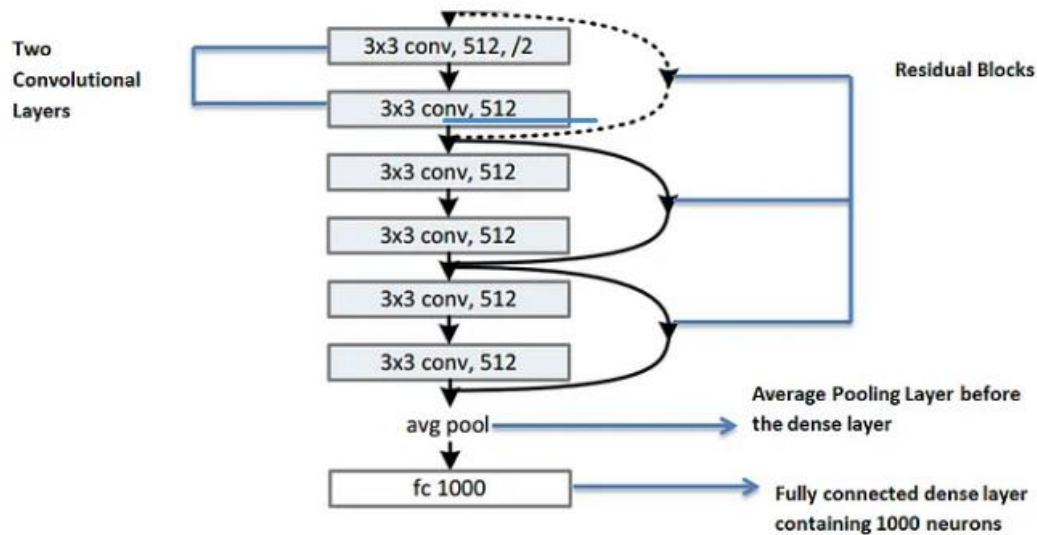 Two
Convolutional
Layers
3x3 conv, 512, /2
3x3 conv, 512
3x3 conv, 512
3x3 conv, 512
3x3 conv, 512
3x3 conv, 512
avg pool
fc 1000
Residual Blocks
Average Pooling Layer before
the dense layer
Fully connected dense layer
containing 1000 neurons